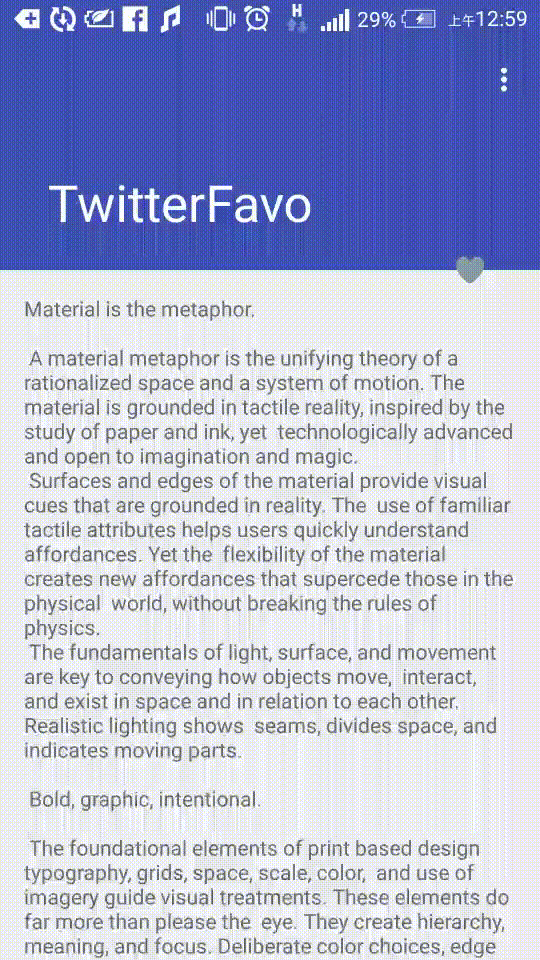 H 29% 上午12:59
TwitterFavo
Material is the metaphor.
A material metaphor is the unifying theory of a
rationalized space and a system of motion. The
material is grounded in tactile reality, inspired by the
study of paper and ink, yet technologically advanced
and open to imagination and magic.
Surfaces and edges of the material provide visual
cues that are grounded in reality. The use of familiar
tactile attributes helps users quickly understand
affordances. Yet the flexibility of the material
creates new affordances that supercede those in the
physical world, without breaking the rules of
physics.
The fundamentals of light, surface, and movement
are key to conveying how objects move, interact,
and exist in space and in relation to each other.
Realistic lighting shows seams, divides space, and
indicates moving parts.
Bold, graphic, intentional.
The foundational elements of print based design
typography, grids, space, scale, color, and use of
imagery guide visual treatments. These elements do
far more than please the eye. They create hierarchy,
meaning, and focus. Deliberate color choices, edge